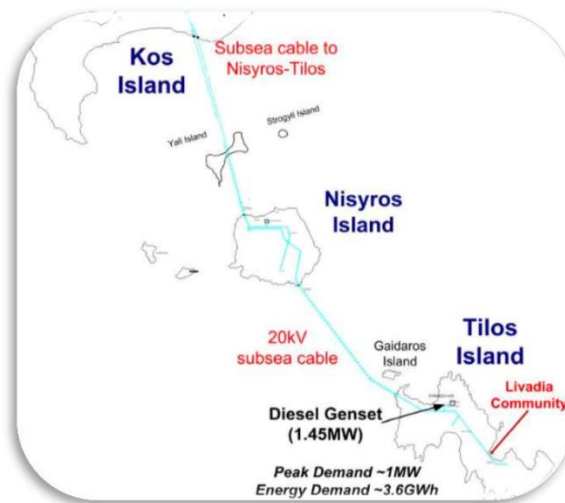 Kos
Island
Subsea cable to
Nisyros-Tilos
Yali Island
Strogyli Island
Nisyros
Island
20kV
subsea cable
Gaidaros
Island
Tilos
Island
Livadia
Community
Diesel Genset
(1.45MW)
Peak Demand ~1MW
Energy Demand ~3.6GWh